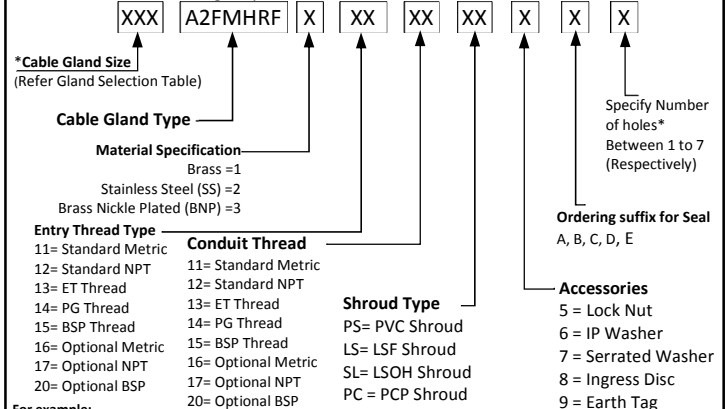 XXX A2FMHRF X XX XX XX X X X
*Cable Gland Size
(Refer Gland Selection Table)
Cable Gland Type
Material Specification
Brass =1
Stainless Steel (SS) =2
Brass Nickle Plated (BNP) =3
Entry Thread Type
11= Standard Metric
12= Standard NPT
13= ET Thread
14= PG Thread
15= BSP Thread
16= Optional Metric
17= Optional NPT
20= Optional BSP
Conduit Thread
11= Standard Metric
12= Standard NPT
13= ET Thread
14= PG Thread
15= BSP Thread
16= Optional Metric
17= Optional NPT
20= Optional BSP
Shroud Type
PS= PVC Shroud
LS= LSF Shroud
SL= LSOH Shroud
PC = PCP Shroud
Accessories
5 = Lock Nut
6 = IP Washer
7 = Serrated Washer
8 = Ingress Disc
9 = Earth Tag
Ordering suffix for Seal
A, B, C, D, E
Specify Number
of holes*
Between 1 to 7
(Respectively)
For example: